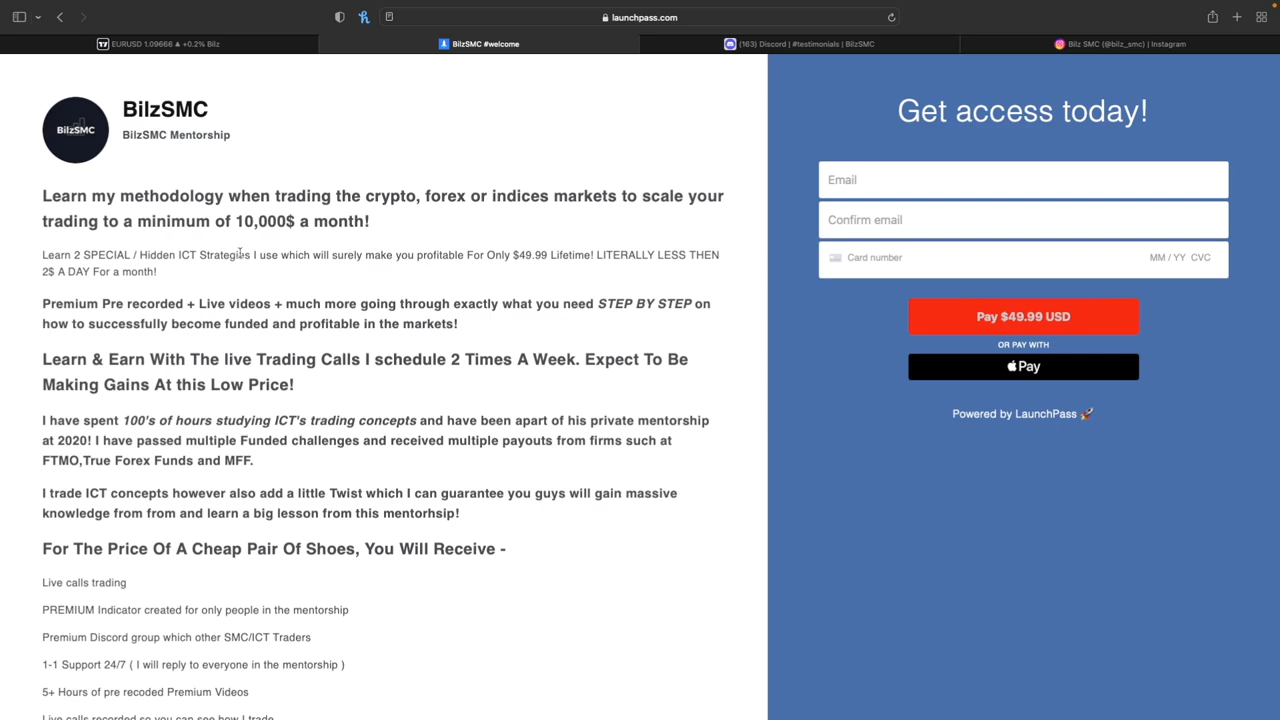 launchpass.com
EURUSD 1.09666 ▲ +0.2% Bilz
BilzSMC #welcome
(163) Discord | #testimonials | BilzSMC
Bilz SMC (@bilz_smc) | Instagram
BilzSMC
BilzSMC
BilzSMC Mentorship
Learn my methodology when trading the crypto, forex or indices markets to scale your
trading to a minimum of 10,000$ a month!
Learn 2 SPECIAL / Hidden ICT Strategies I use which will surely make you profitable For Only $49.99 Lifetime! LITERALLY LESS THEN
2$ A DAY For a month!
Premium Pre recorded + Live videos + much more going through exactly what you need STEP BY STEP on
how to successfully become funded and profitable in the markets!
Learn & Earn With The live Trading Calls I schedule 2 Times A Week. Expect To Be
Making Gains At this Low Price!
I have spent 100's of hours studying ICT's trading concepts and have been apart of his private mentorship
at 2020! I have passed multiple Funded challenges and received multiple payouts from firms such at
FTMO,True Forex Funds and MFF.
I trade ICT concepts however also add a little Twist which I can guarantee you guys will gain massive
knowledge from from and learn a big lesson from this mentorhsip!
For The Price Of A Cheap Pair Of Shoes, You Will Receive -
Live calls trading
PREMIUM Indicator created for only people in the mentorship
Premium Discord group which other SMC/ICT Traders
1-1 Support 24/7 ( I will reply to everyone in the mentorship )
5+ Hours of pre recoded Premium Videos
Live calls recorded so you can see how I trade
Get access today!
Email
Confirm email
Card number MM / YY CVC
Pay $49.99 USD
OR PAY WITH
Pay
Powered by LaunchPass 🚀